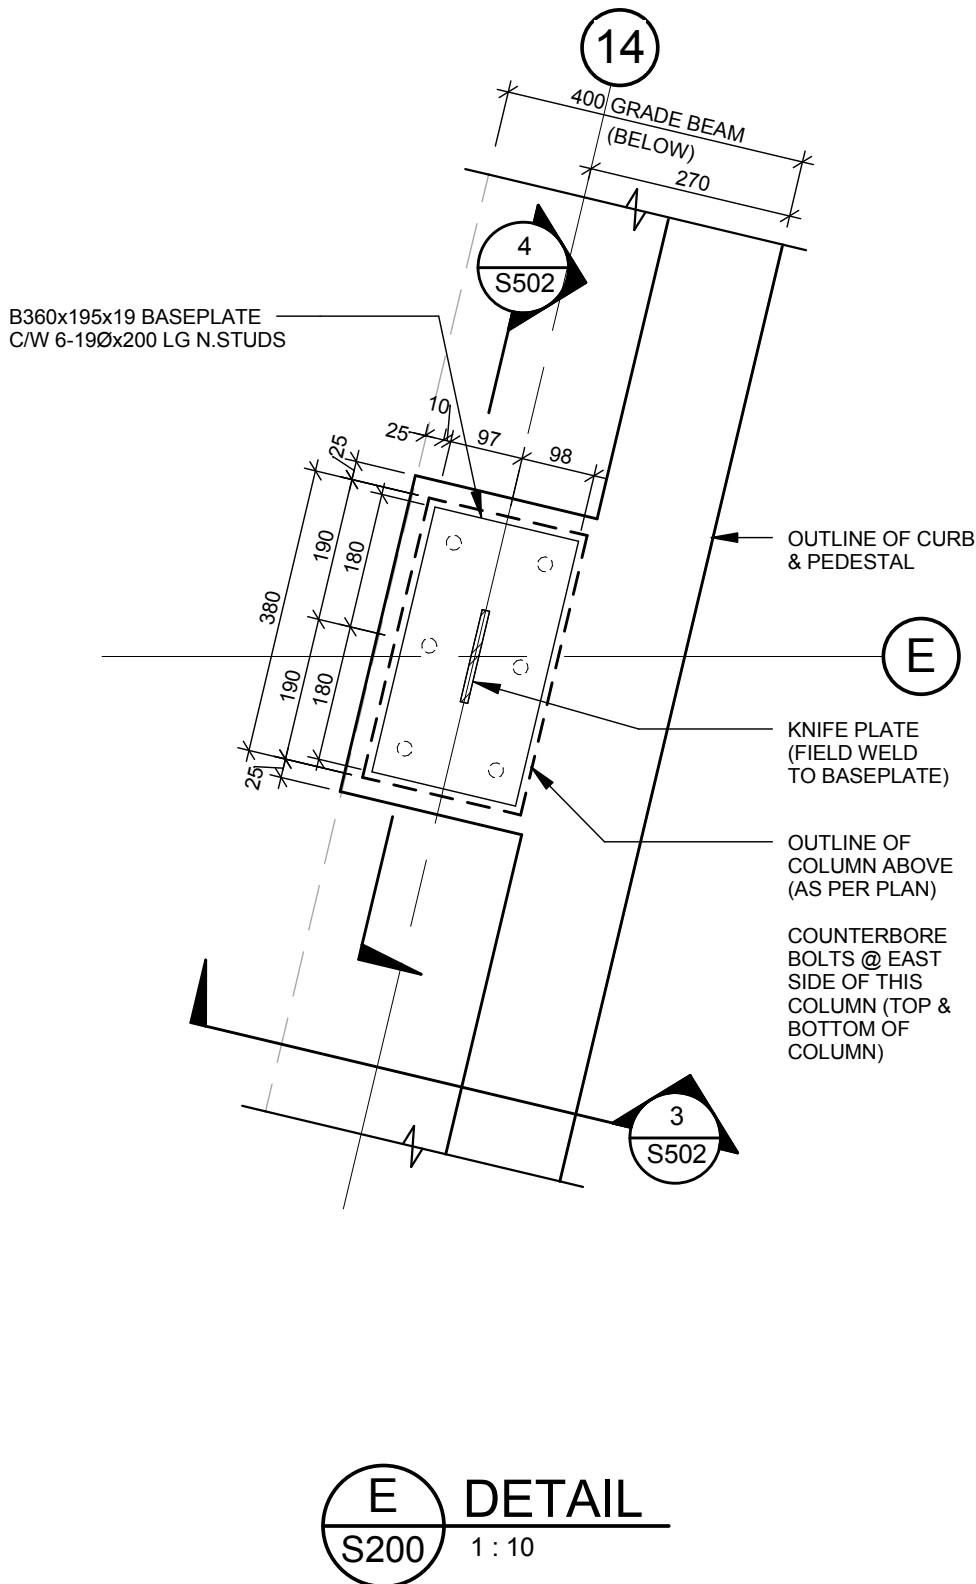 14
400 GRADE BEAM
(BELOW)
270
4
S502
B360x195x19 BASEPLATE
C/W 6-19Øx200 LG N.STUDS
10
25
97
98
25
190
180
380
190
180
25
OUTLINE OF CURB
& PEDESTAL
E
KNIFE PLATE
(FIELD WELD
TO BASEPLATE)
OUTLINE OF
COLUMN ABOVE
(AS PER PLAN)
COUNTERBORE
BOLTS @ EAST
SIDE OF THIS
COLUMN (TOP &
BOTTOM OF
COLUMN)
3
S502
E
S200
DETAIL
1 : 10